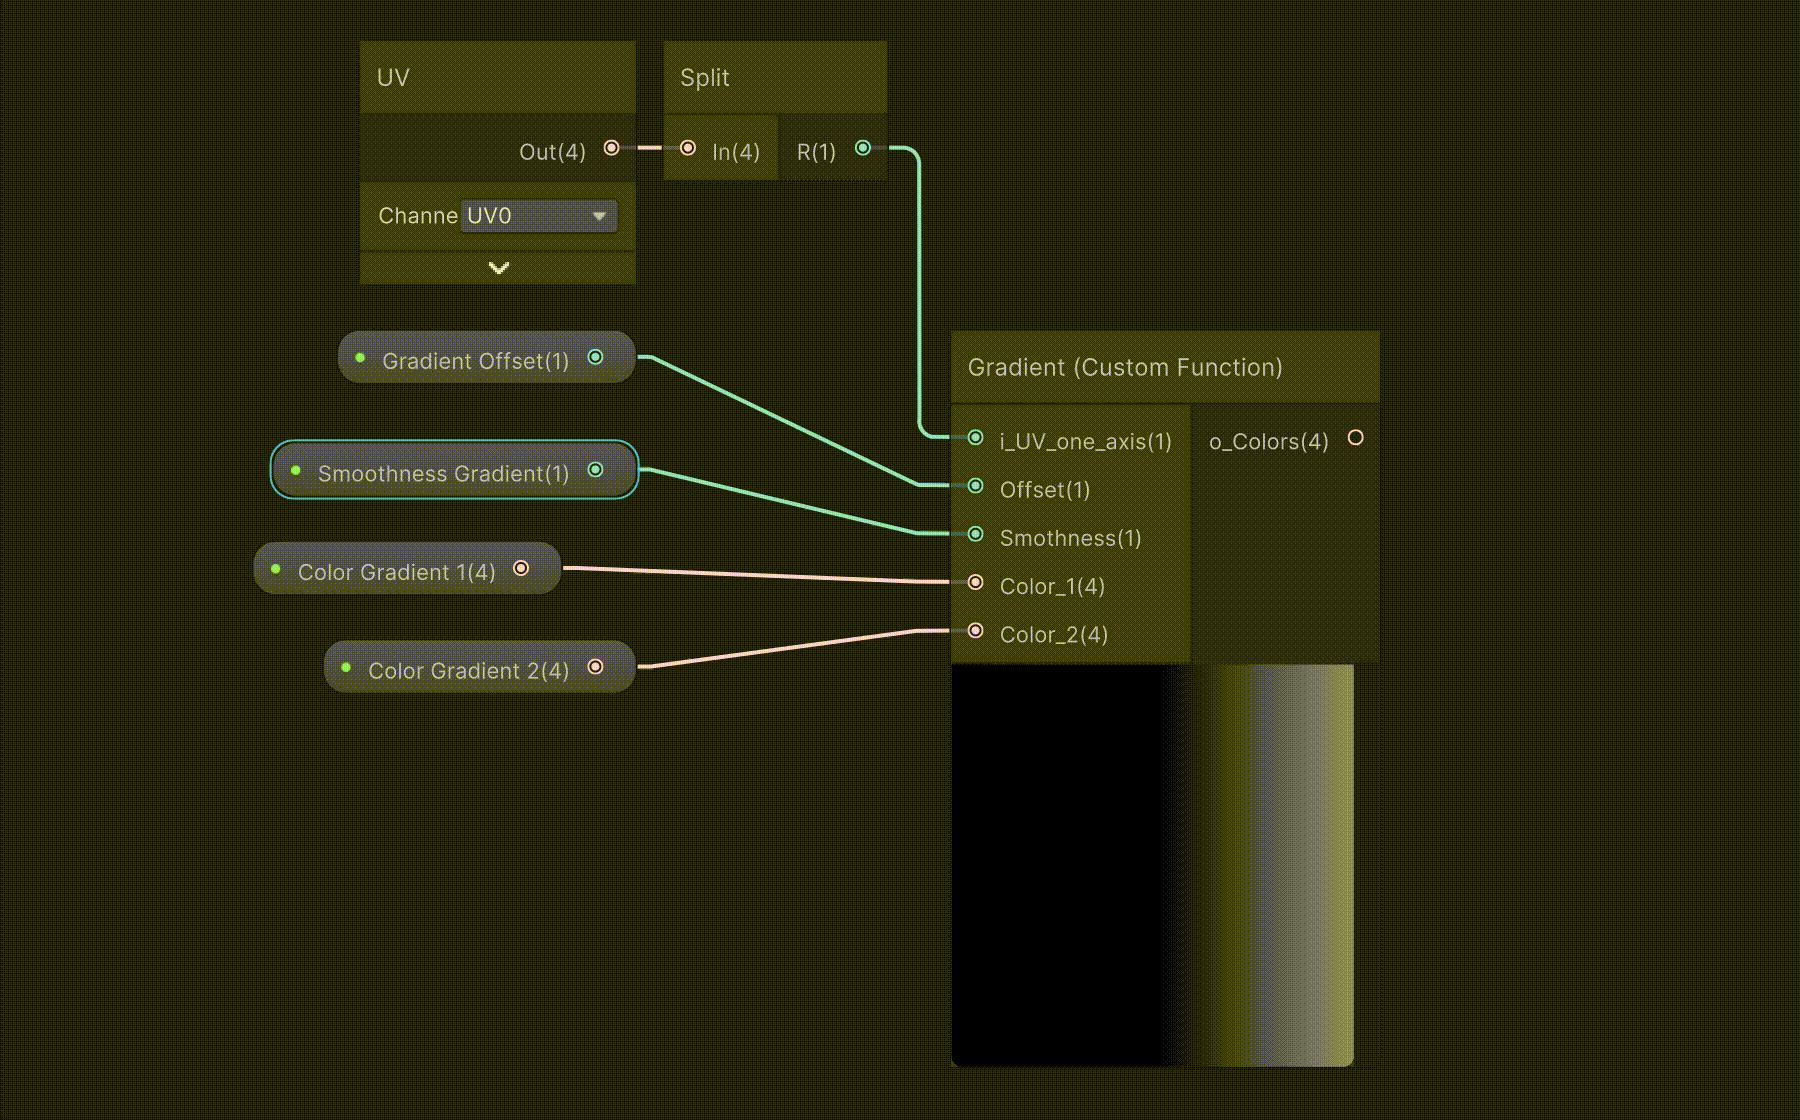 UV
Out(4)
Channe UV0
Split
In(4) R(1)
Gradient Offset(1)
Smoothness Gradient(1)
Color Gradient 1(4)
Color Gradient 2(4)
Gradient (Custom Function)
i_UV_one_axis(1) o_Colors(4)
Offset(1)
Smothness(1)
Color_1(4)
Color_2(4)